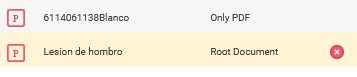 P 6114061138Blanco Only PDF
P Lesion de hombro Root Document